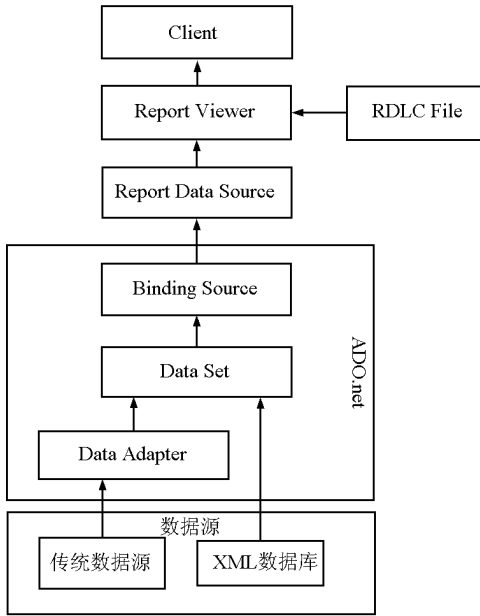 Client
Report Viewer
RDLC File
Report Data Source
Binding Source
ADO.net
Data Set
Data Adapter
数据源
传统数据源
XML数据库